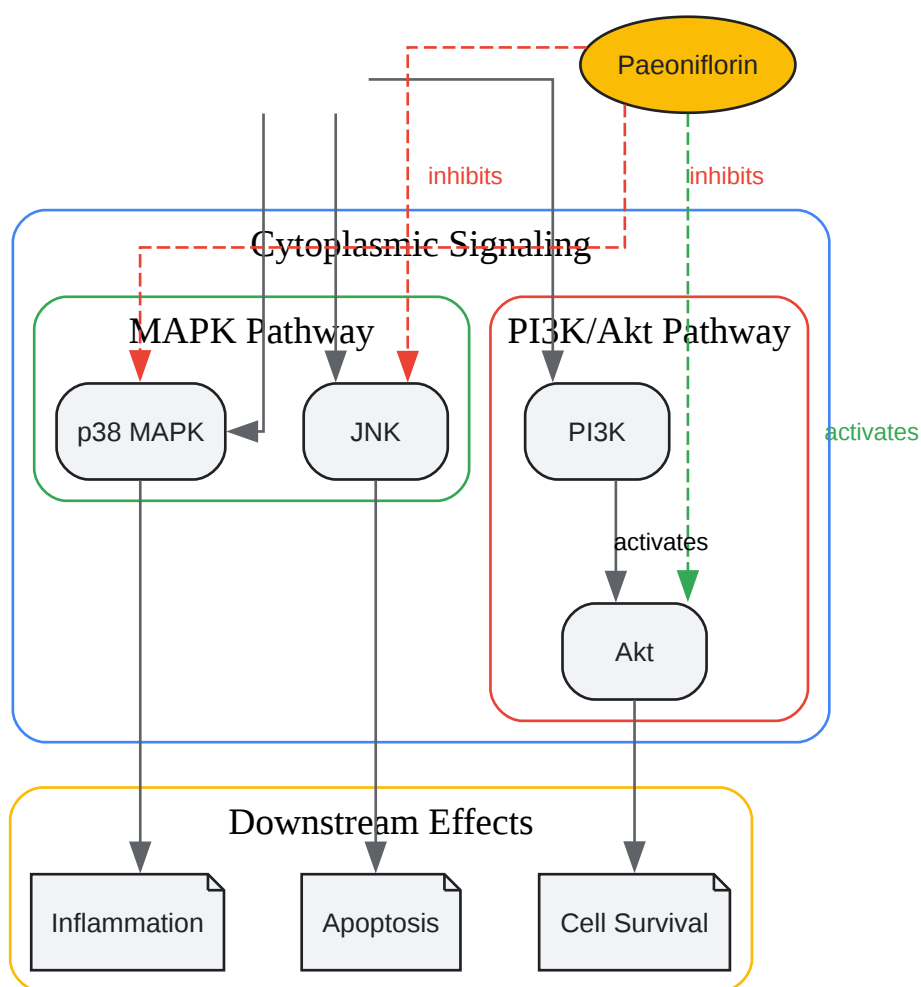 Paeoniflorin
inhibits
inhibits
Cytoplasmic Signaling
MAPK Pathway
PI3K/Akt Pathway
p38 MAPK
JNK
PI3K
activates
activates
Akt
Downstream Effects
Inflammation
Apoptosis
Cell Survival